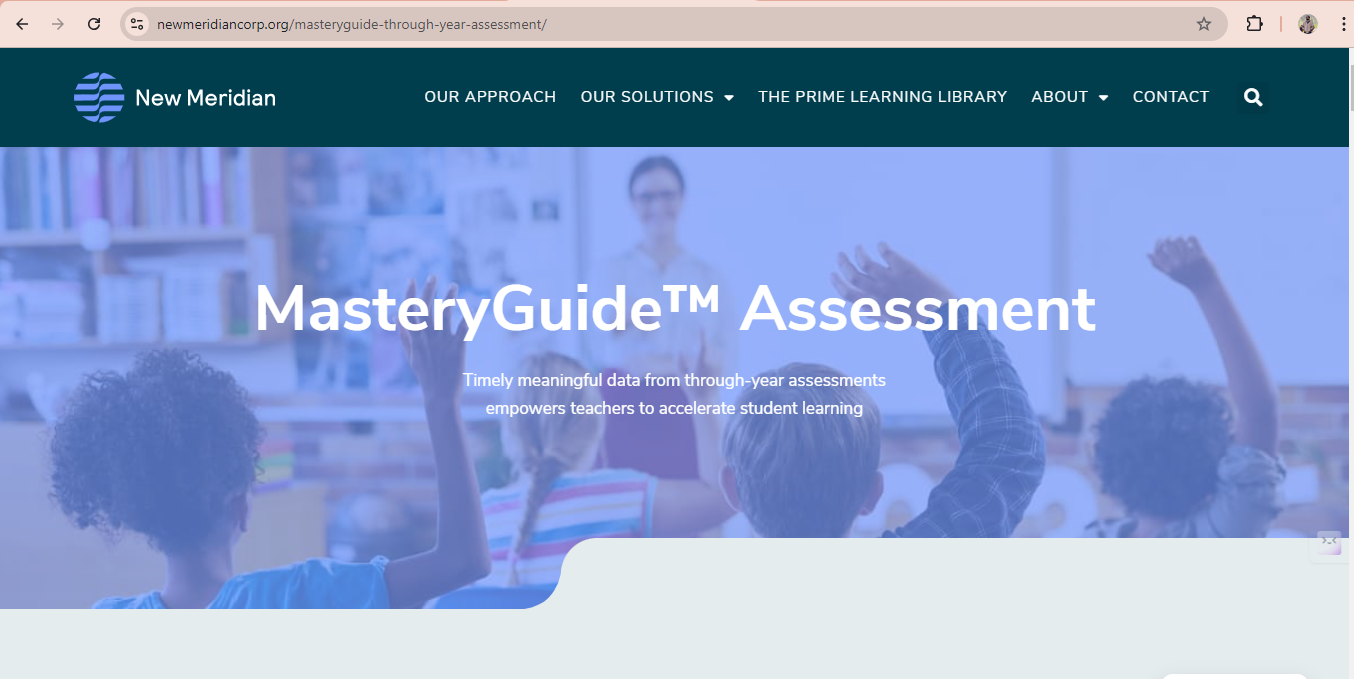 newmeridiancorp.org/masteryguide-through-year-assessment/
New Meridian
OUR APPROACH
OUR SOLUTIONS
THE PRIME LEARNING LIBRARY
ABOUT
CONTACT
MasteryGuide™ Assessment
Timely meaningful data from through-year assessments
empowers teachers to accelerate student learning